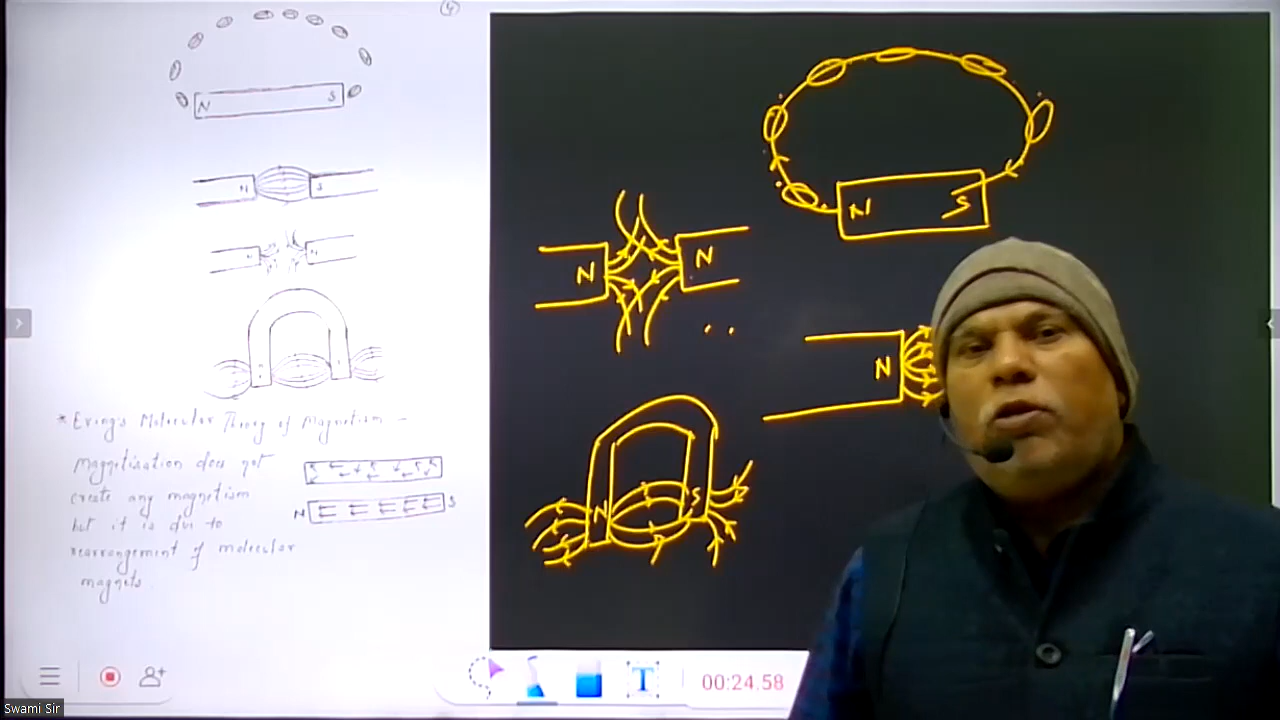 4
N S
N S
N N
* Ewing's Molecular Theory of Magnetism -
Magnetisation does not
create any magnetism
but it is due to
rearrangement of molecular
magnets.
N S
N S
N N
N
N S
T
00:24.58
Swami Sir